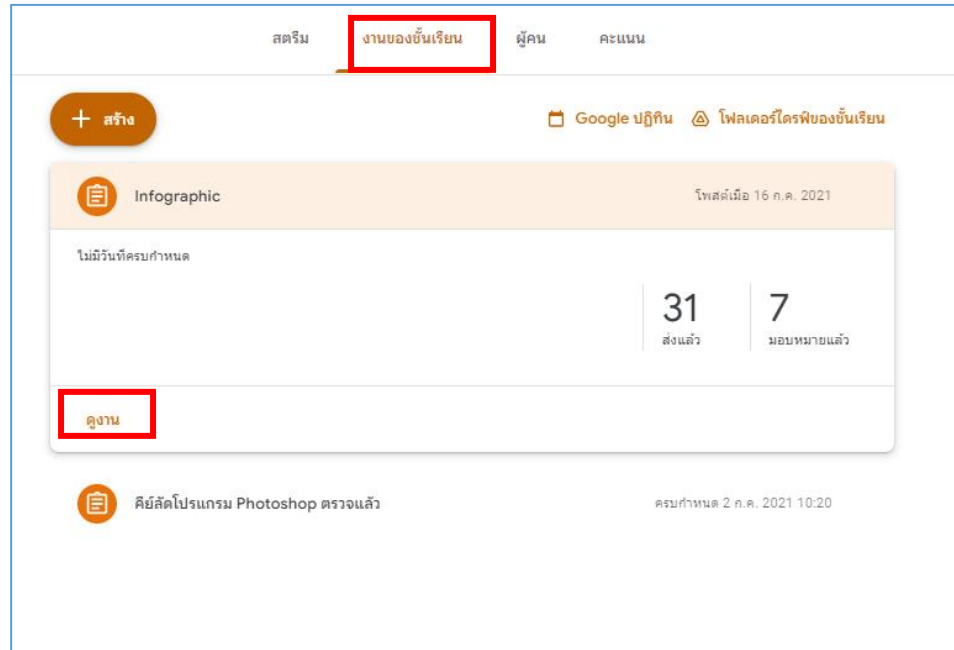 สตรีม งานของชั้นเรียน ผู้คน คะแนน
+ สร้าง Google ปฏิทิน โฟลเดอร์ไดรฟ์ของชั้นเรียน
Infographic โพสต์เมื่อ 16 ก.ค. 2021
ไม่มีวันที่ครบกำหนด
31 7
ส่งแล้ว มอบหมายแล้ว
ดูงาน
คีย์ลัดโปรแกรม Photoshop ตรวจแล้ว ครบกำหนด 2 ก.ค. 2021 10:20